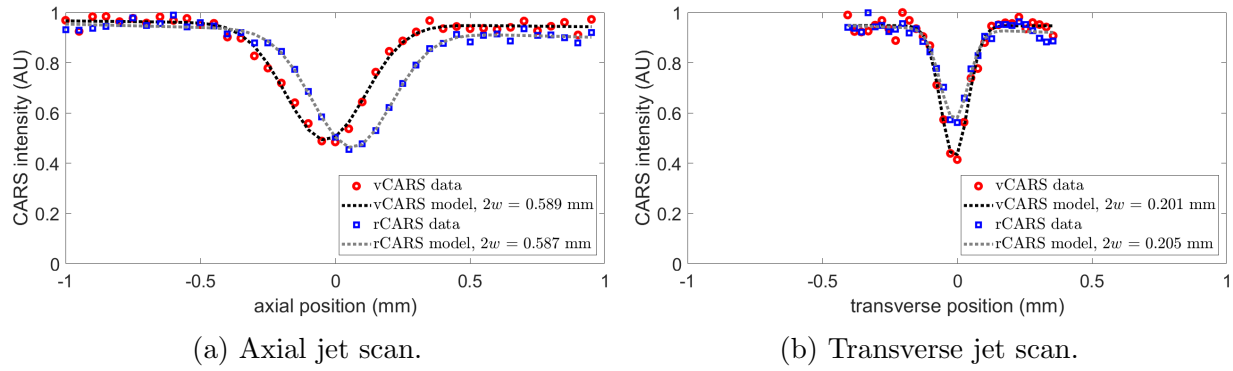 CARS intensity (AU)
1
0.8
0.6
0.4
0.2
0
-1
-0.5
0
0.5
1
axial position (mm)
vCARS data
vCARS model, 2w = 0.589 mm
rCARS data
rCARS model, 2w = 0.587 mm
(a) Axial jet scan.
CARS intensity (AU)
1
0.8
0.6
0.4
0.2
0
-1
-0.5
0
0.5
1
transverse position (mm)
vCARS data
vCARS model, 2w = 0.201 mm
rCARS data
rCARS model, 2w = 0.205 mm
(b) Transverse jet scan.